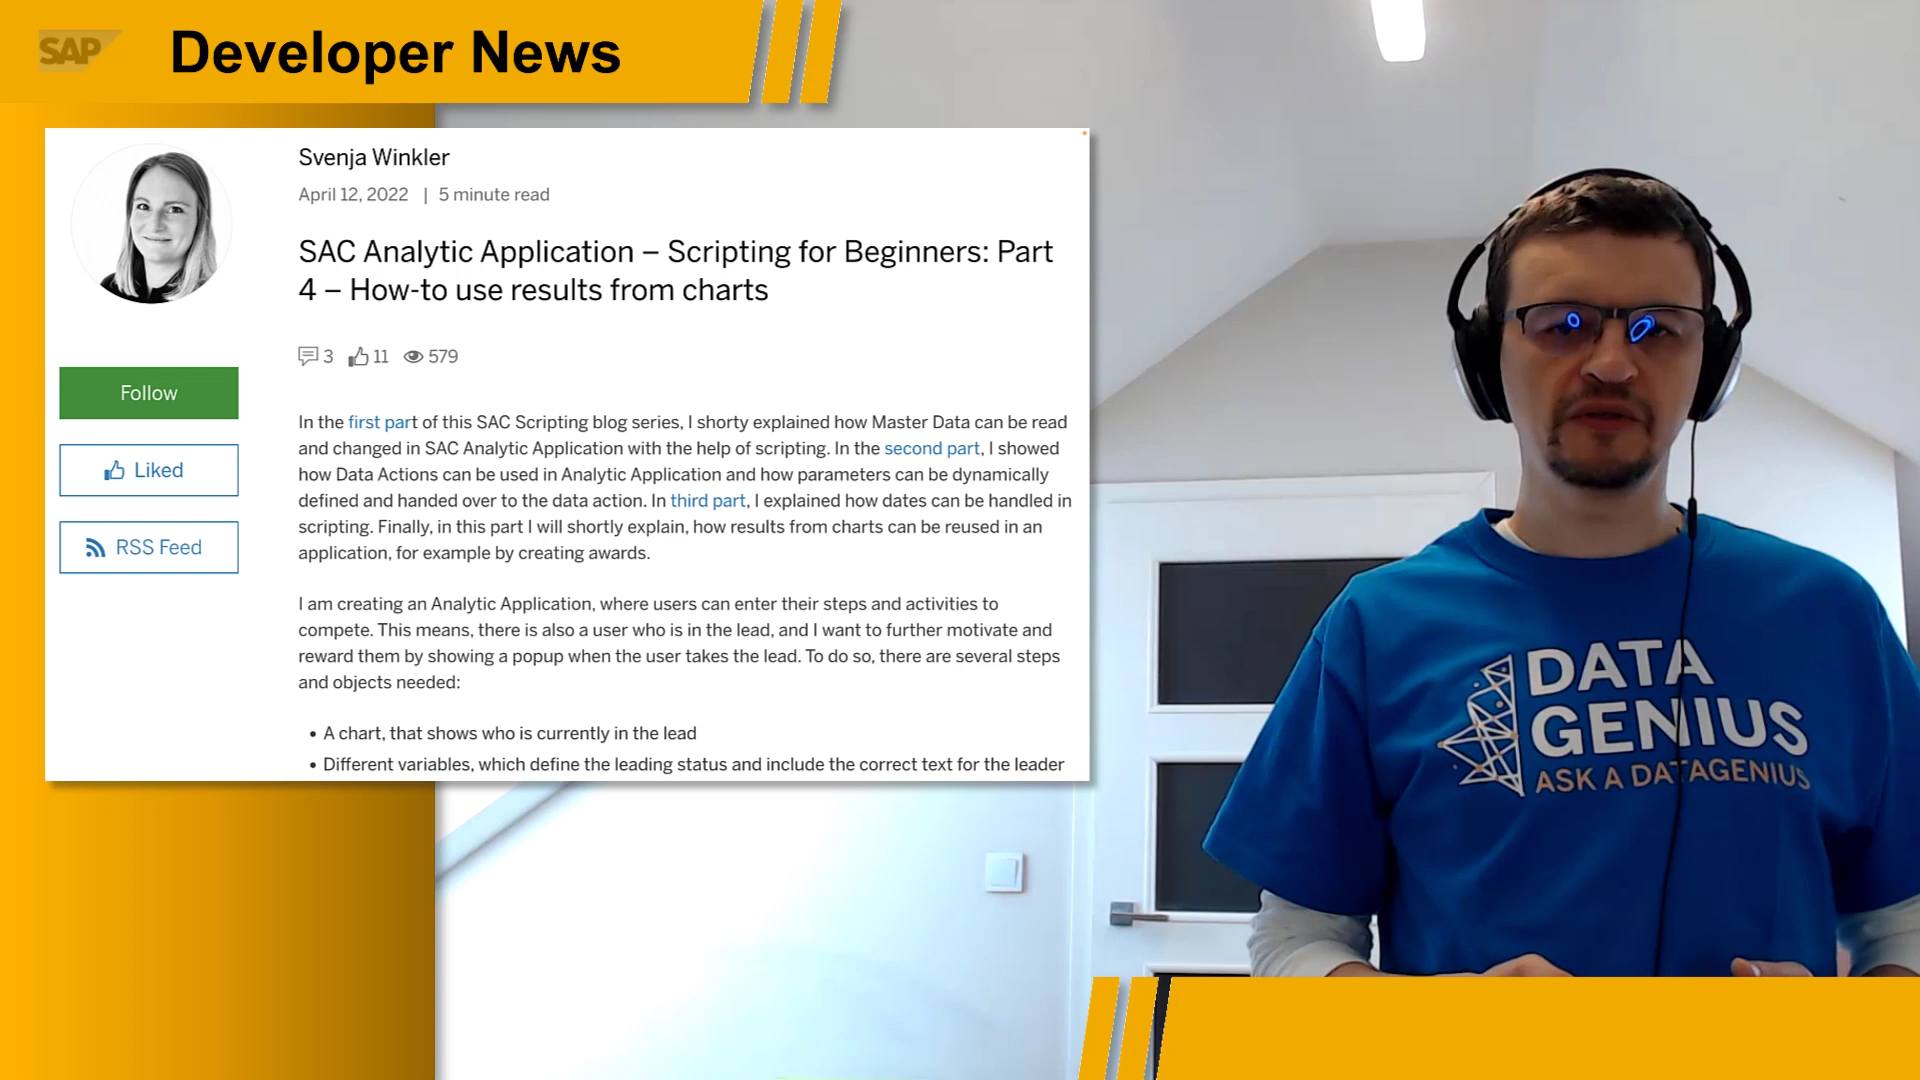 SAP Developer News
Svenja Winkler
April 12, 2022 | 5 minute read
SAC Analytic Application – Scripting for Beginners: Part
4 – How-to use results from charts
3 11 579
Follow
Liked
RSS Feed
In the first part of this SAC Scripting blog series, I shorty explained how Master Data can be read
and changed in SAC Analytic Application with the help of scripting. In the second part, I showed
how Data Actions can be used in Analytic Application and how parameters can be dynamically
defined and handed over to the data action. In third part, I explained how dates can be handled in
scripting. Finally, in this part I will shortly explain, how results from charts can be reused in an
application, for example by creating awards.
I am creating an Analytic Application, where users can enter their steps and activities to
compete. This means, there is also a user who is in the lead, and I want to further motivate and
reward them by showing a popup when the user takes the lead. To do so, there are several steps
and objects needed:
• A chart, that shows who is currently in the lead
• Different variables, which define the leading status and include the correct text for the leader
DATA
GENIUS
ASK A DATAGENIUS